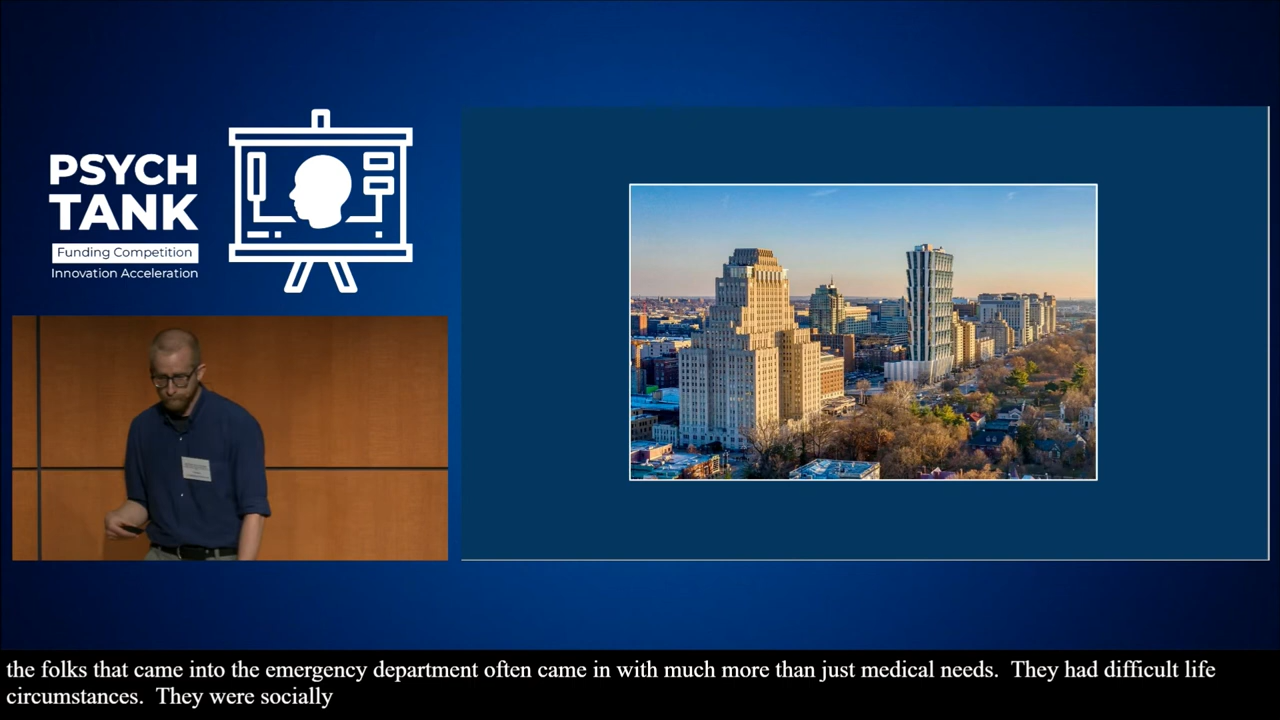 PSYCH
TANK
Funding Competition
Innovation Acceleration
the folks that came into the emergency department often came in with much more than just medical needs.  They had difficult life
circumstances.  They were socially